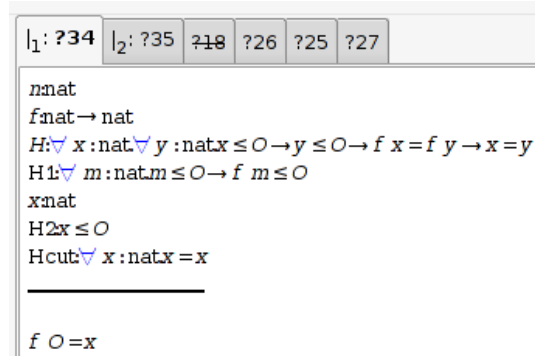 |₁: ?34 |₂: ?35 ?18 ?26 ?25 ?27
n:nat
f:nat→nat
H:∀ x:nat.∀ y:nat.x≤O→y≤O→f x=f y→x=y
H1:∀ m:nat.m≤O→f m≤O
x:nat
H2:x≤O
Hcut:∀ x:nat.x=x
f O=x